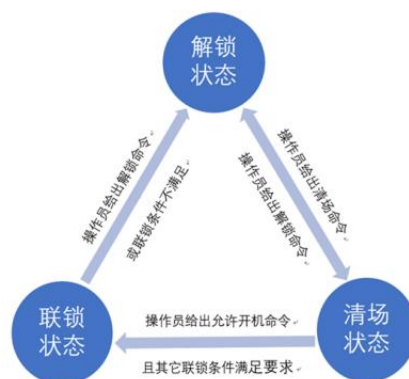 解锁
状态
操作员给出解锁命令
或联锁条件不满足
操作员给出清场命令
操作员给出解锁命令
联锁
状态
操作员给出允许开机命令
且其它联锁条件满足要求
清场
状态